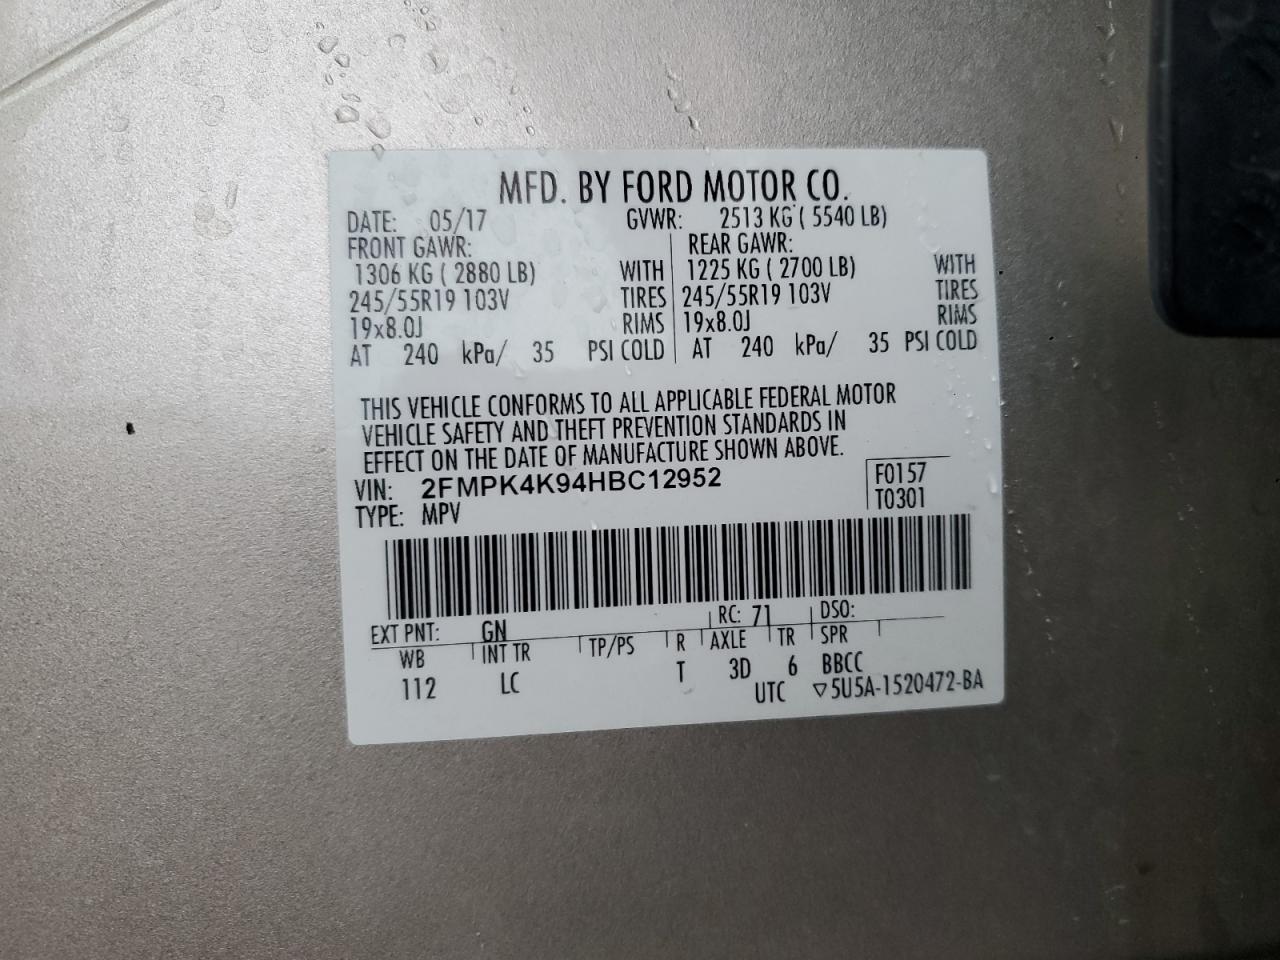 MFD. BY FORD MOTOR CO.
DATE: 05/17 GVWR: 2513 KG ( 5540 LB)
FRONT GAWR: REAR GAWR:
1306 KG ( 2880 LB) WITH 1225 KG ( 2700 LB) WITH
245/55R19 103V TIRES 245/55R19 103V TIRES
19x8.0J RIMS 19x8.0J RIMS
AT 240 kPa/ 35 PSI COLD AT 240 kPa/ 35 PSI COLD
THIS VEHICLE CONFORMS TO ALL APPLICABLE FEDERAL MOTOR
VEHICLE SAFETY AND THEFT PREVENTION STANDARDS IN
EFFECT ON THE DATE OF MANUFACTURE SHOWN ABOVE.
VIN: 2FMPK4K94HBC12952 F0157
TYPE: MPV T0301
EXT PNT: GN RC: 71 DSO:
WB INT TR TP/PS R AXLE TR SPR
112 LC T 3D 6 BBCC
UTC ▽5U5A-1520472-BA